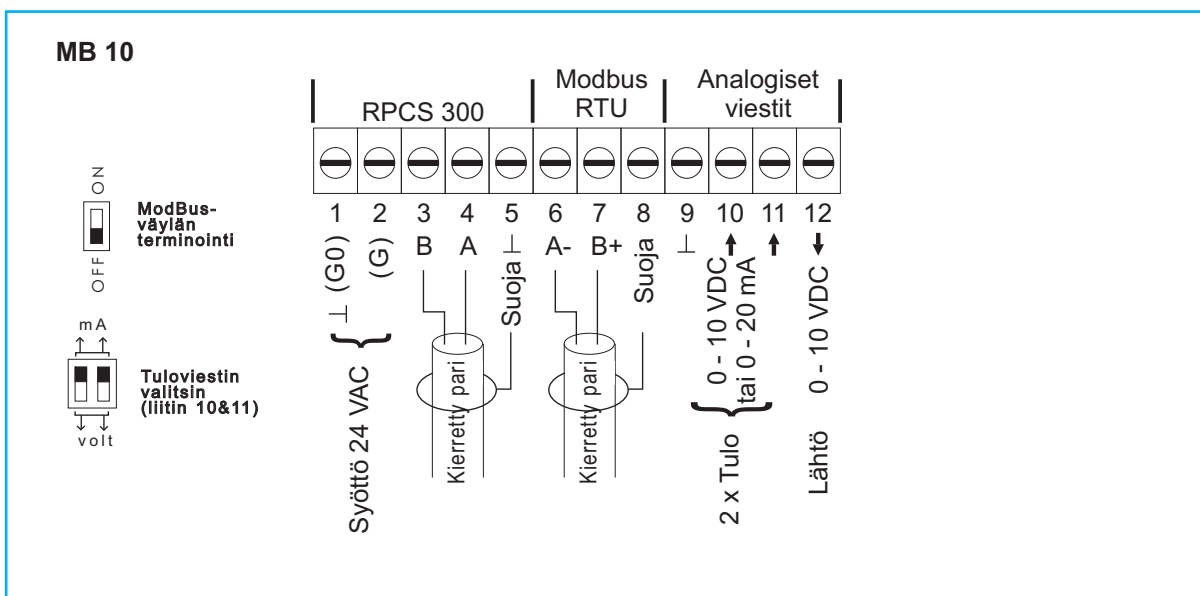 MB 10
RPCS 300
Modbus
RTU
Analogiset
viestit
1 2 3 4 5 6 7 8 9 10 11 12
⊥ (G0)
(G)
B
A
Suoja ⊥
A-
B+
Suoja
⊥
0 - 10 VDC
tai 0 - 20 mA
0 - 10 VDC
Syöttö 24 VAC
Kierretty pari
Kierretty pari
2 x Tulo
Lähtö
ON
OFF
ModBus-
väylän
terminointi
mA
volt
Tuloviestin
valitsin
(liitin 10&11)